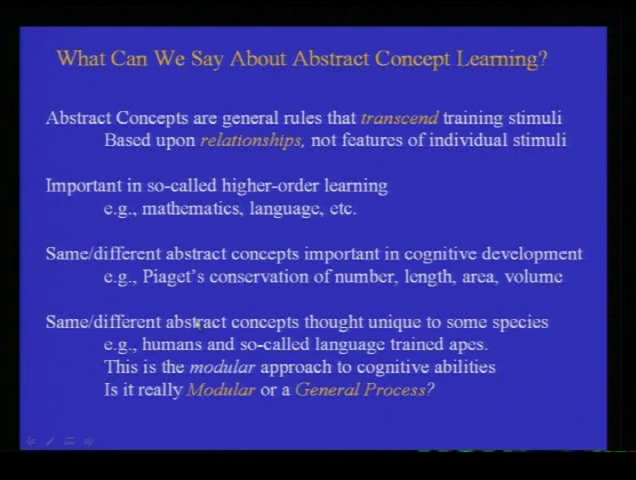 What Can We Say About Abstract Concept Learning?
Abstract Concepts are general rules that transcend training stimuli
Based upon relationships, not features of individual stimuli
Important in so-called higher-order learning
e.g., mathematics, language, etc.
Same/different abstract concepts important in cognitive development
e.g., Piaget's conservation of number, length, area, volume
Same/different abstract concepts thought unique to some species
e.g., humans and so-called language trained apes.
This is the modular approach to cognitive abilities
Is it really Modular or a General Process?